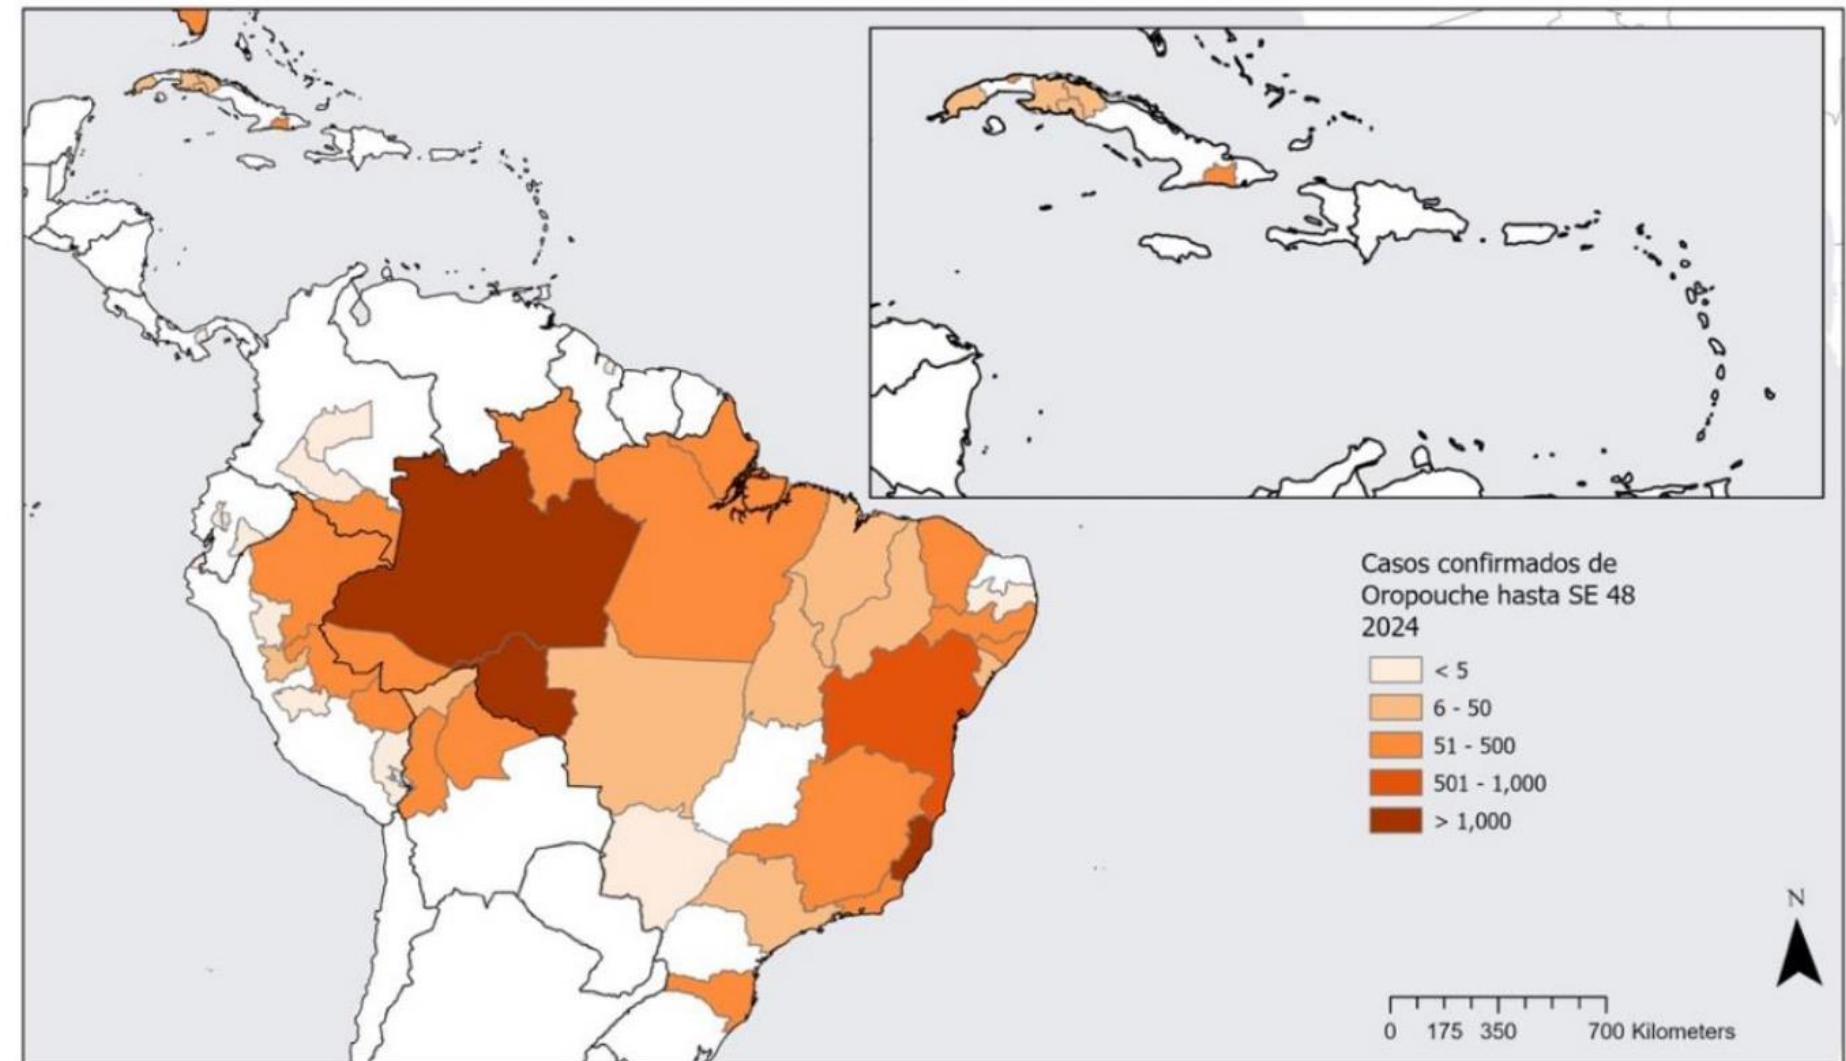 Casos confirmados de
Oropouche hasta SE 48
2024
< 5
6 - 50
51 - 500
501 - 1,000
> 1,000
N
0 175 350 700 Kilometers